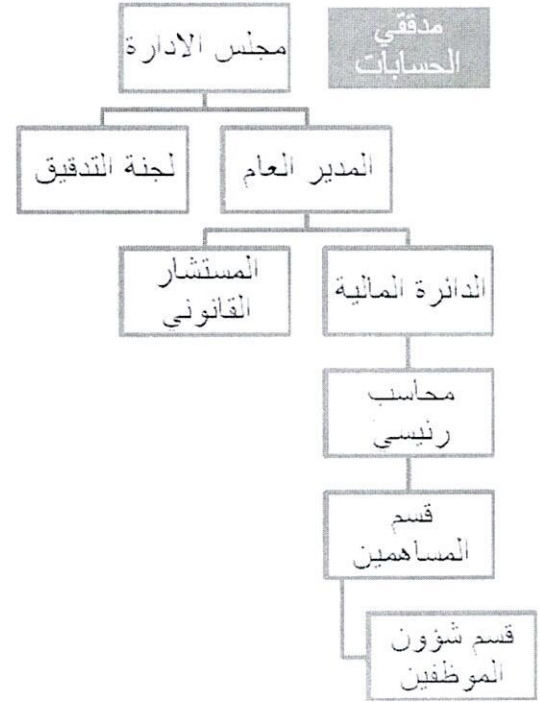 مدققي
الحسابات
مجلس الادارة
المدير العام
لجنة التدقيق
الدائرة المالية
المستشار
القانوني
محاسب
رئيسي
قسم
المساهمين
قسم شؤون
الموظفين